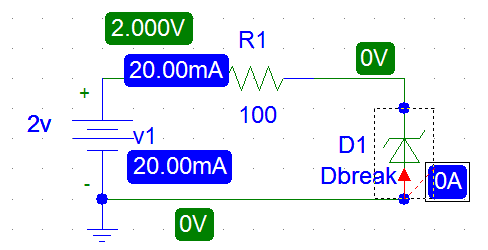 2.000V
R1
0V
+
20.00mA
100
2v
v1
D1
20.00mA
Dbreak
0A
-
0V